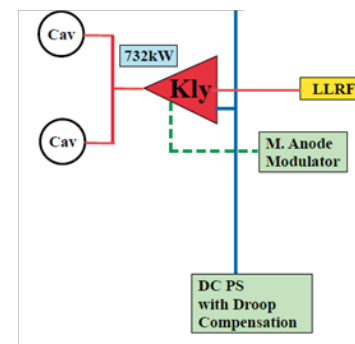 Cav
732kW
Kly
LLRF
Cav
M. Anode
Modulator
DC PS
with Droop
Compensation